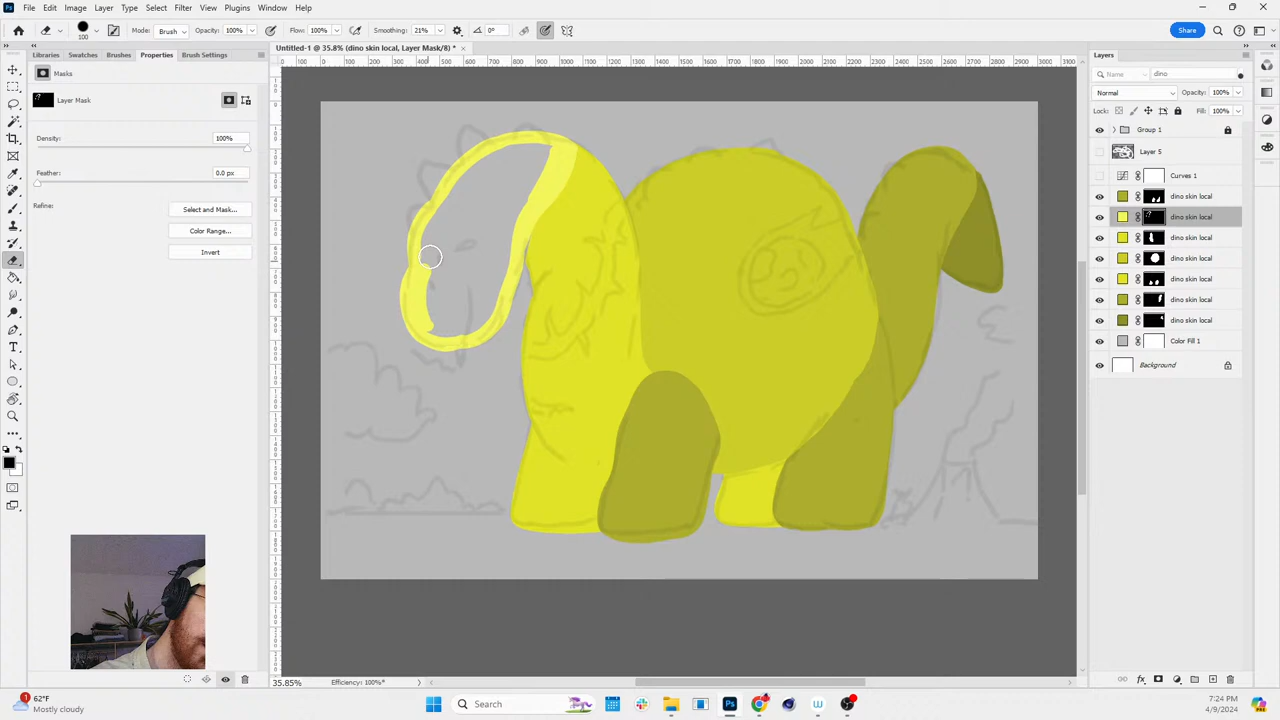 File Edit Image Layer Type Select Filter View Plugins Window Help
100 Mode: Brush Opacity: 100% Flow: 100% Smoothing: 21% 0° Share
Libraries Swatches Brushes Properties Brush Settings
Untitled-1 @ 35.8% (dino skin local, Layer Mask/8) *
Layers
Masks
Name dino
Layer Mask
Normal Opacity: 100%
Lock: Fill: 100%
Density: 100%
Group 1
Layer 5
Feather: 0.0 px
Curves 1
dino skin local
Refine: Select and Mask...
dino skin local
Color Range...
dino skin local
Invert
dino skin local
dino skin local
dino skin local
dino skin local
Color Fill 1
Background
35.85% Efficiency: 100%*
62°F
Mostly cloudy
Search
7:24 PM
4/9/2024